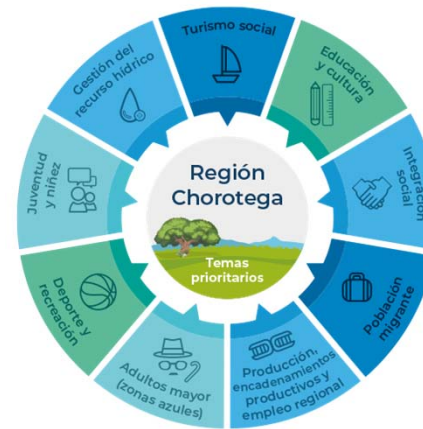 Región
Chorotega
Temas
prioritarios
Turismo social
Educación
y cultura
Integración
social
Población
migrante
Producción,
encadenamientos
productivos y
empleo regional
Adultos mayor
(zonas azules)
Deporte y
recreación
Juventud
y niñez
Gestión del
recurso hídrico